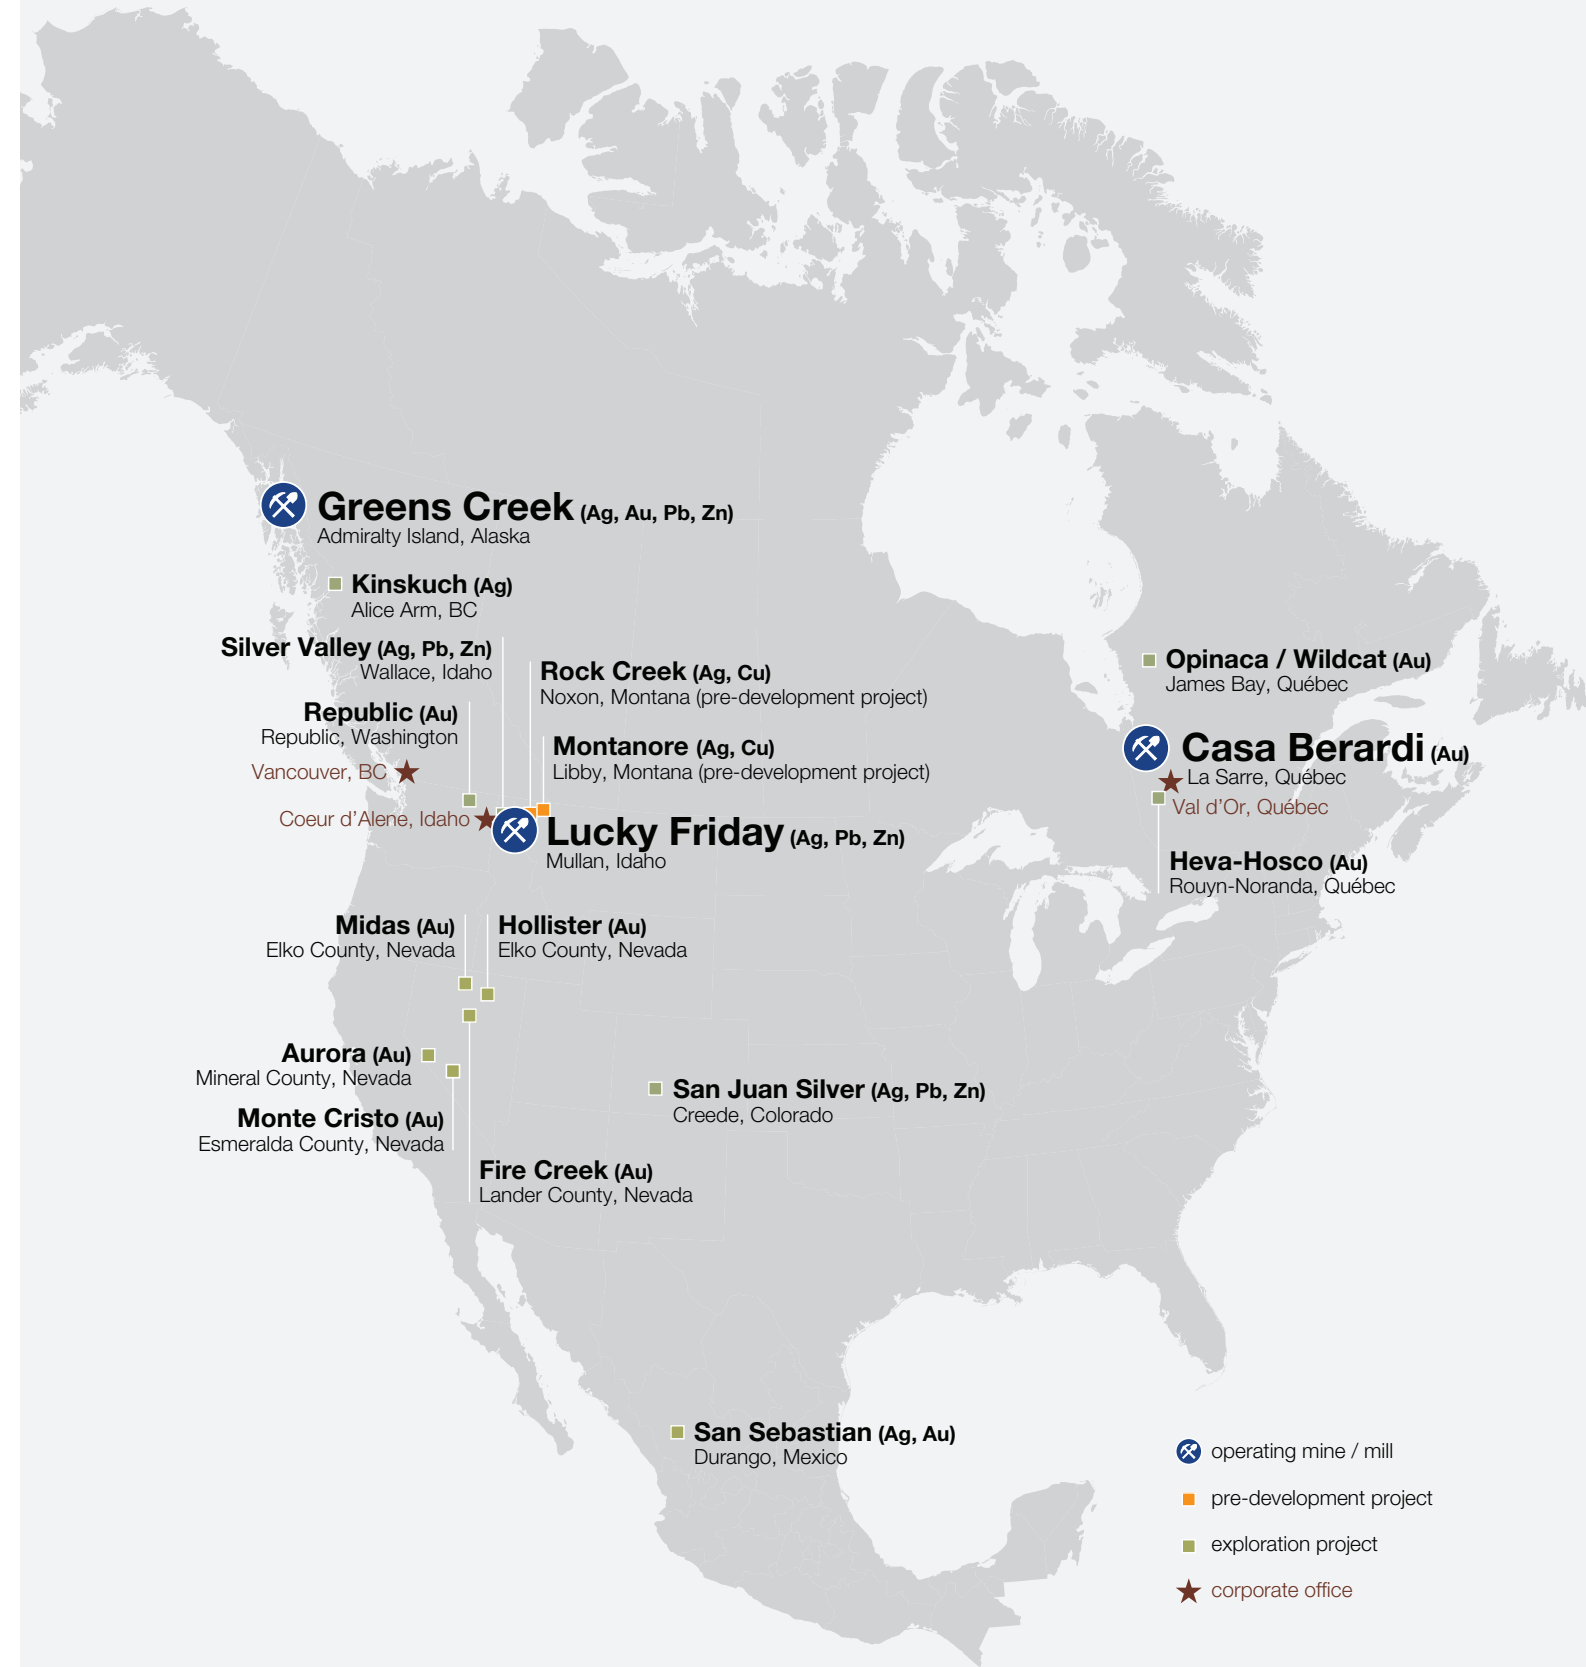 Greens Creek (Ag, Au, Pb, Zn)
Admiralty Island, Alaska
Kinskuch (Ag)
Alice Arm, BC
Silver Valley (Ag, Pb, Zn)
Wallace, Idaho
Rock Creek (Ag, Cu)
Noxon, Montana (pre-development project)
Republic (Au)
Republic, Washington
Vancouver, BC
Montanore (Ag, Cu)
Libby, Montana (pre-development project)
Coeur d’Alene, Idaho
Lucky Friday (Ag, Pb, Zn)
Mullan, Idaho
Opinaca / Wildcat (Au)
James Bay, Québec
Casa Berardi (Au)
La Sarre, Québec
Val d’Or, Québec
Heva-Hosco (Au)
Rouyn-Noranda, Québec
Midas (Au)
Elko County, Nevada
Hollister (Au)
Elko County, Nevada
Aurora (Au)
Mineral County, Nevada
Monte Cristo (Au)
Esmeralda County, Nevada
Fire Creek (Au)
Lander County, Nevada
San Juan Silver (Ag, Pb, Zn)
Creede, Colorado
San Sebastian (Ag, Au)
Durango, Mexico
operating mine / mill
pre-development project
exploration project
corporate office